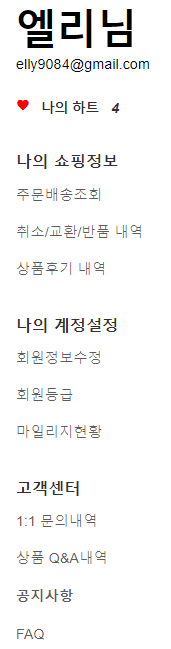 엘리님
elly9084@gmail.com
나의 하트 4
나의 쇼핑정보
주문배송조회
취소/교환/반품 내역
상품후기 내역
나의 계정설정
회원정보수정
회원등급
마일리지현황
고객센터
1:1 문의내역
상품 Q&A내역
공지사항
FAQ